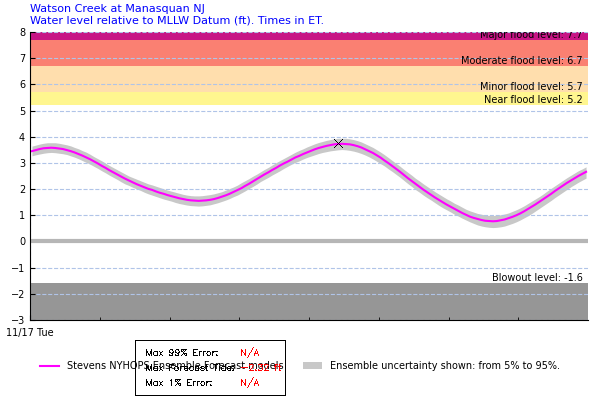 Watson Creek at Manasquan NJ
Water level relative to MLLW Datum (ft). Times in ET.
8
Major flood level: 7.7
7
Moderate flood level: 6.7
6
Minor flood level: 5.7
5
Near flood level: 5.2
4
3
2
1
0
−1
Blowout level: -1.6
−2
−3
11/17 Tue
Max 99% Error: N/A
Stevens NYHOPS Ensemble Forecast models
Ensemble uncertainty shown: from 5% to 95%.
Max Forecast Tide:
Max 1% Error: N/A